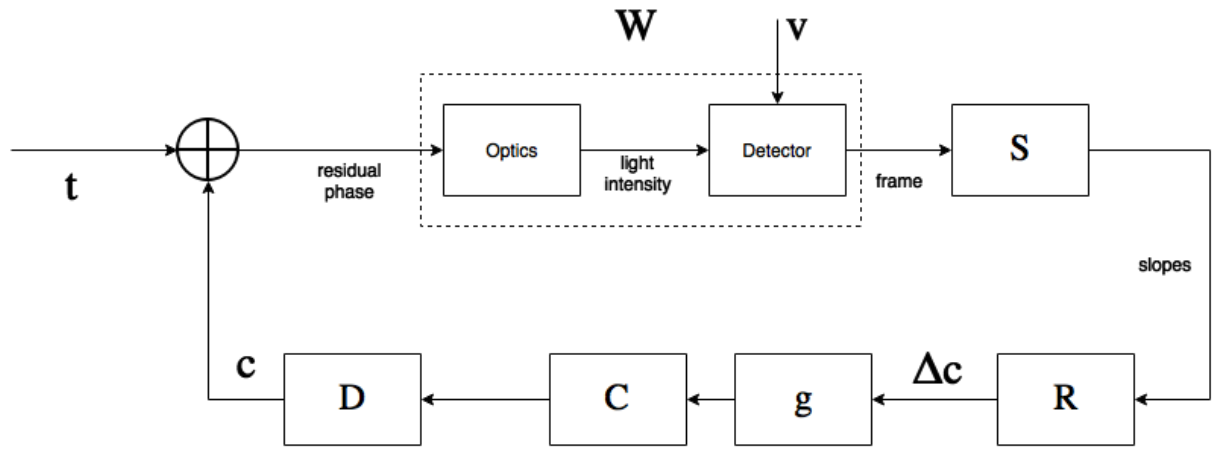 W
v
Optics
Detector
S
t
residual
phase
light
intensity
frame
slopes
c
D
C
g
Δc
R